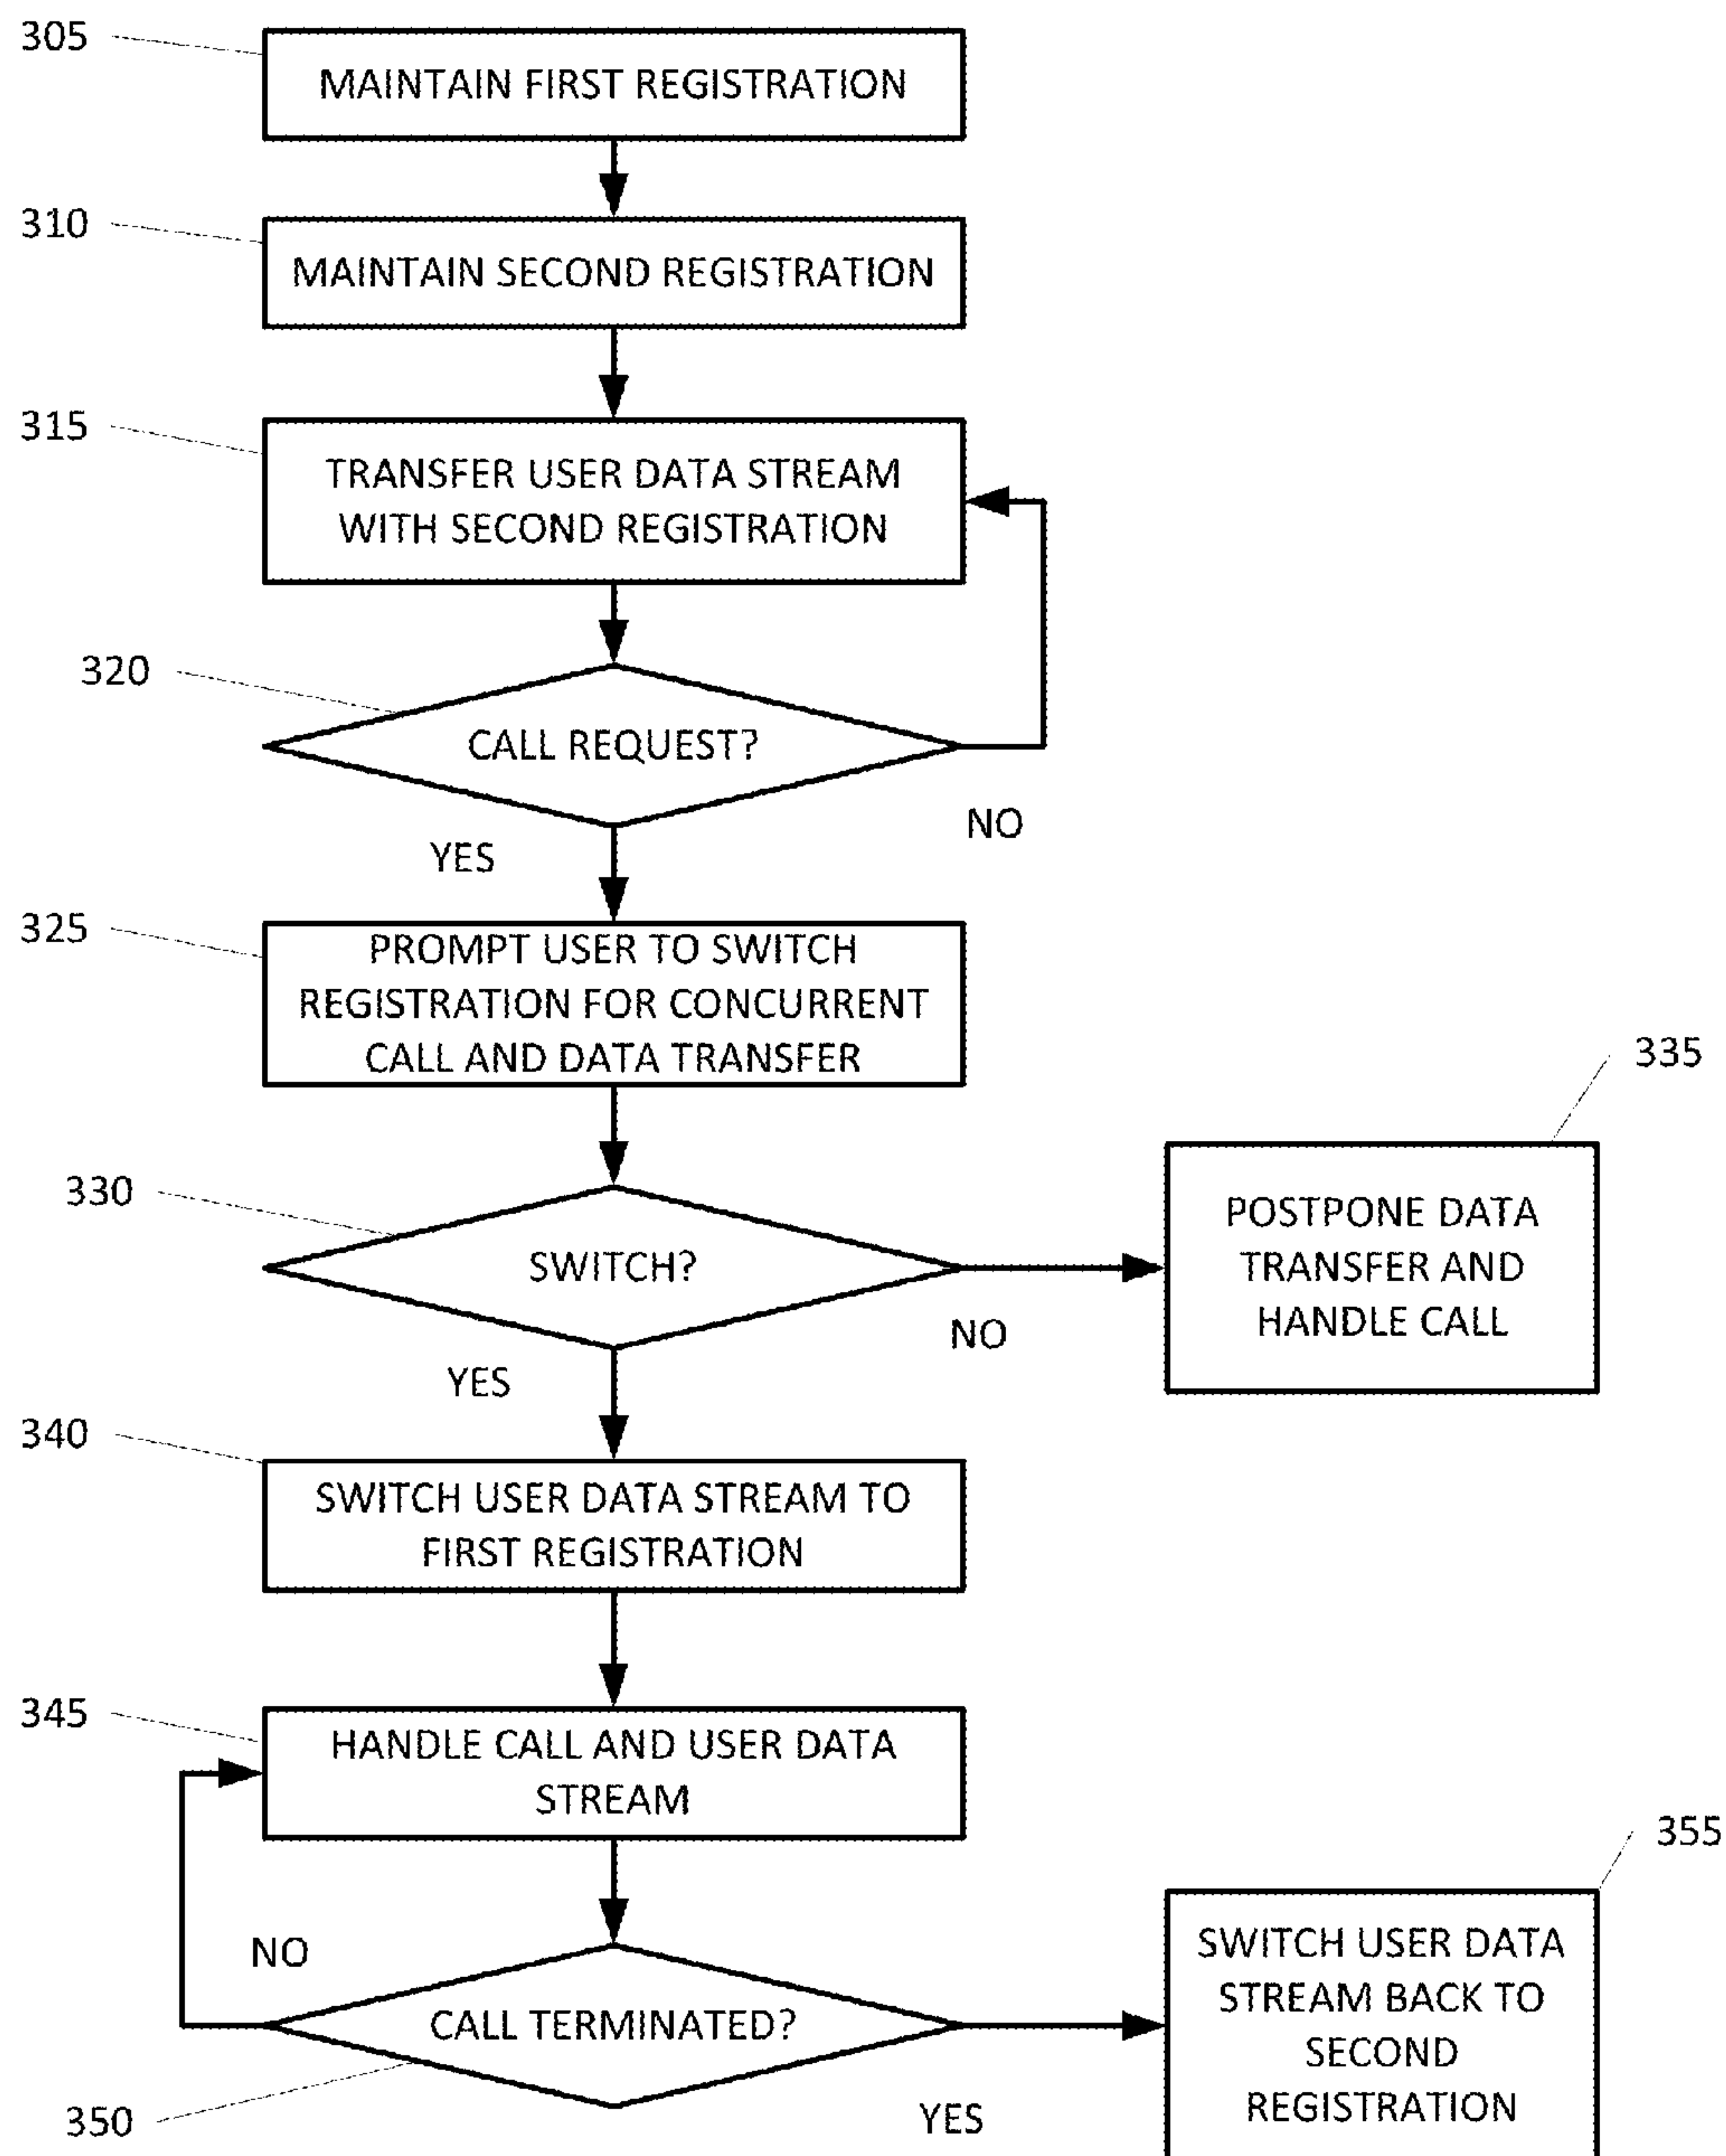 305
MAINTAIN FIRST REGISTRATION
310
MAINTAIN SECOND REGISTRATION
315
TRANSFER USER DATA STREAM
WITH SECOND REGISTRATION
320
CALL REQUEST?
NO
YES
325
PROMPT USER TO SWITCH
REGISTRATION FOR CONCURRENT
CALL AND DATA TRANSFER
335
330
SWITCH?
POSTPONE DATA
TRANSFER AND
HANDLE CALL
NO
YES
340
SWITCH USER DATA STREAM TO
FIRST REGISTRATION
345
HANDLE CALL AND USER DATA
STREAM
355
NO
CALL TERMINATED?
SWITCH USER DATA
STREAM BACK TO
SECOND
REGISTRATION
350
YES